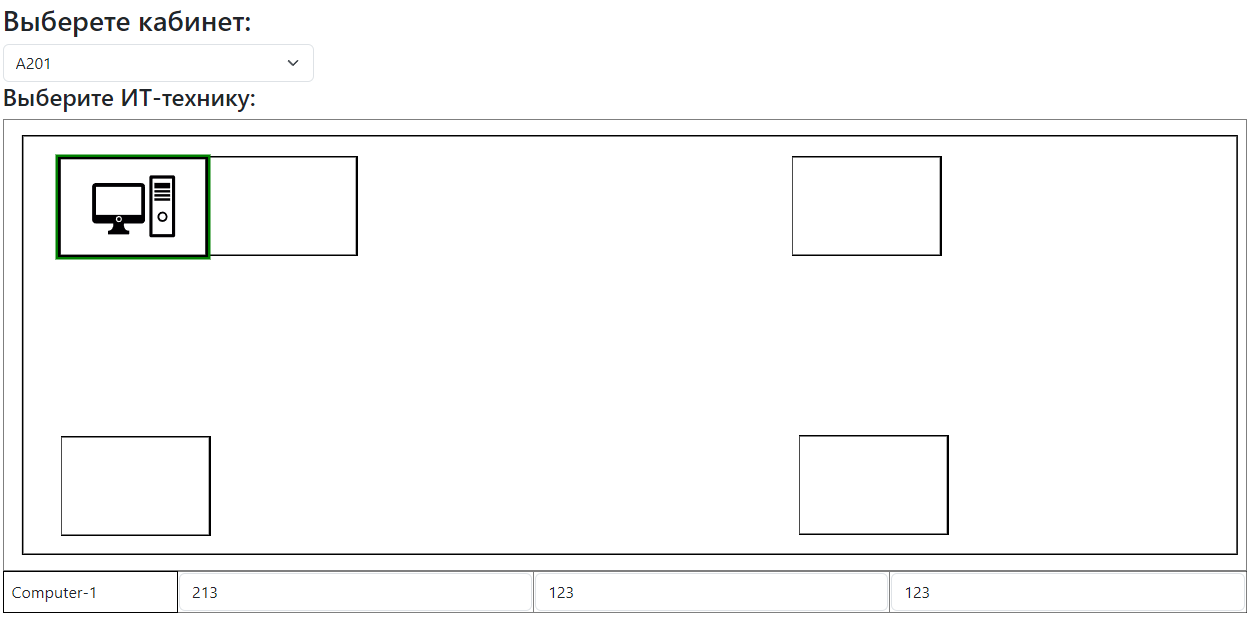 Выберете кабинет:
A201
Выберите ИТ-технику:
Computer-1 213 123 123